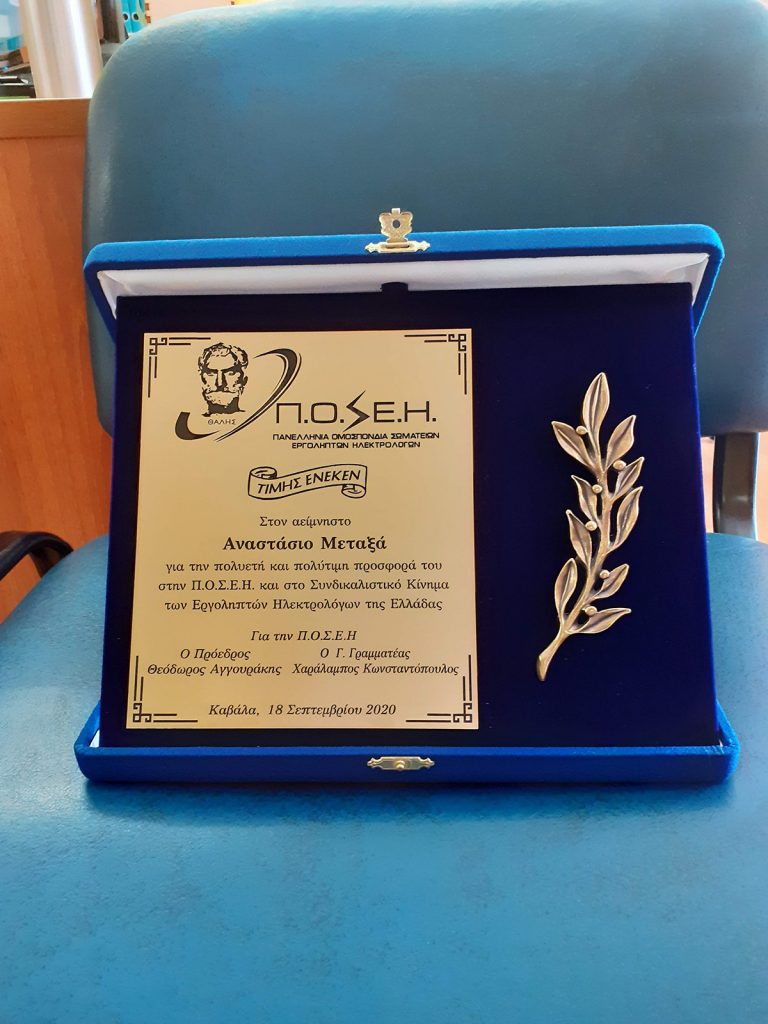 ΘΑΛΗΣ
Π.Ο.Σ.Ε.Η.
ΠΑΝΕΛΛΗΝΙΑ ΟΜΟΣΠΟΝΔΙΑ ΣΩΜΑΤΕΙΩΝ
ΕΡΓΟΛΗΠΤΩΝ ΗΛΕΚΤΡΟΛΟΓΩΝ
ΤΙΜΗΣ ΕΝΕΚΕΝ
Στον αείμνηστο
Αναστάσιο Μεταξά
για την πολυετή και πολύτιμη προσφορά του
στην Π.Ο.Σ.Ε.Η. και στο Συνδικαλιστικό Κίνημα
των Εργοληπτών Ηλεκτρολόγων της Ελλάδας
Για την Π.Ο.Σ.Ε.Η
Ο Πρόεδρος Ο Γ. Γραμματέας
Θεόδωρος Αγγουράκης Χαράλαμπος Κωνσταντόπουλος
Καβάλα, 18 Σεπτεμβρίου 2020